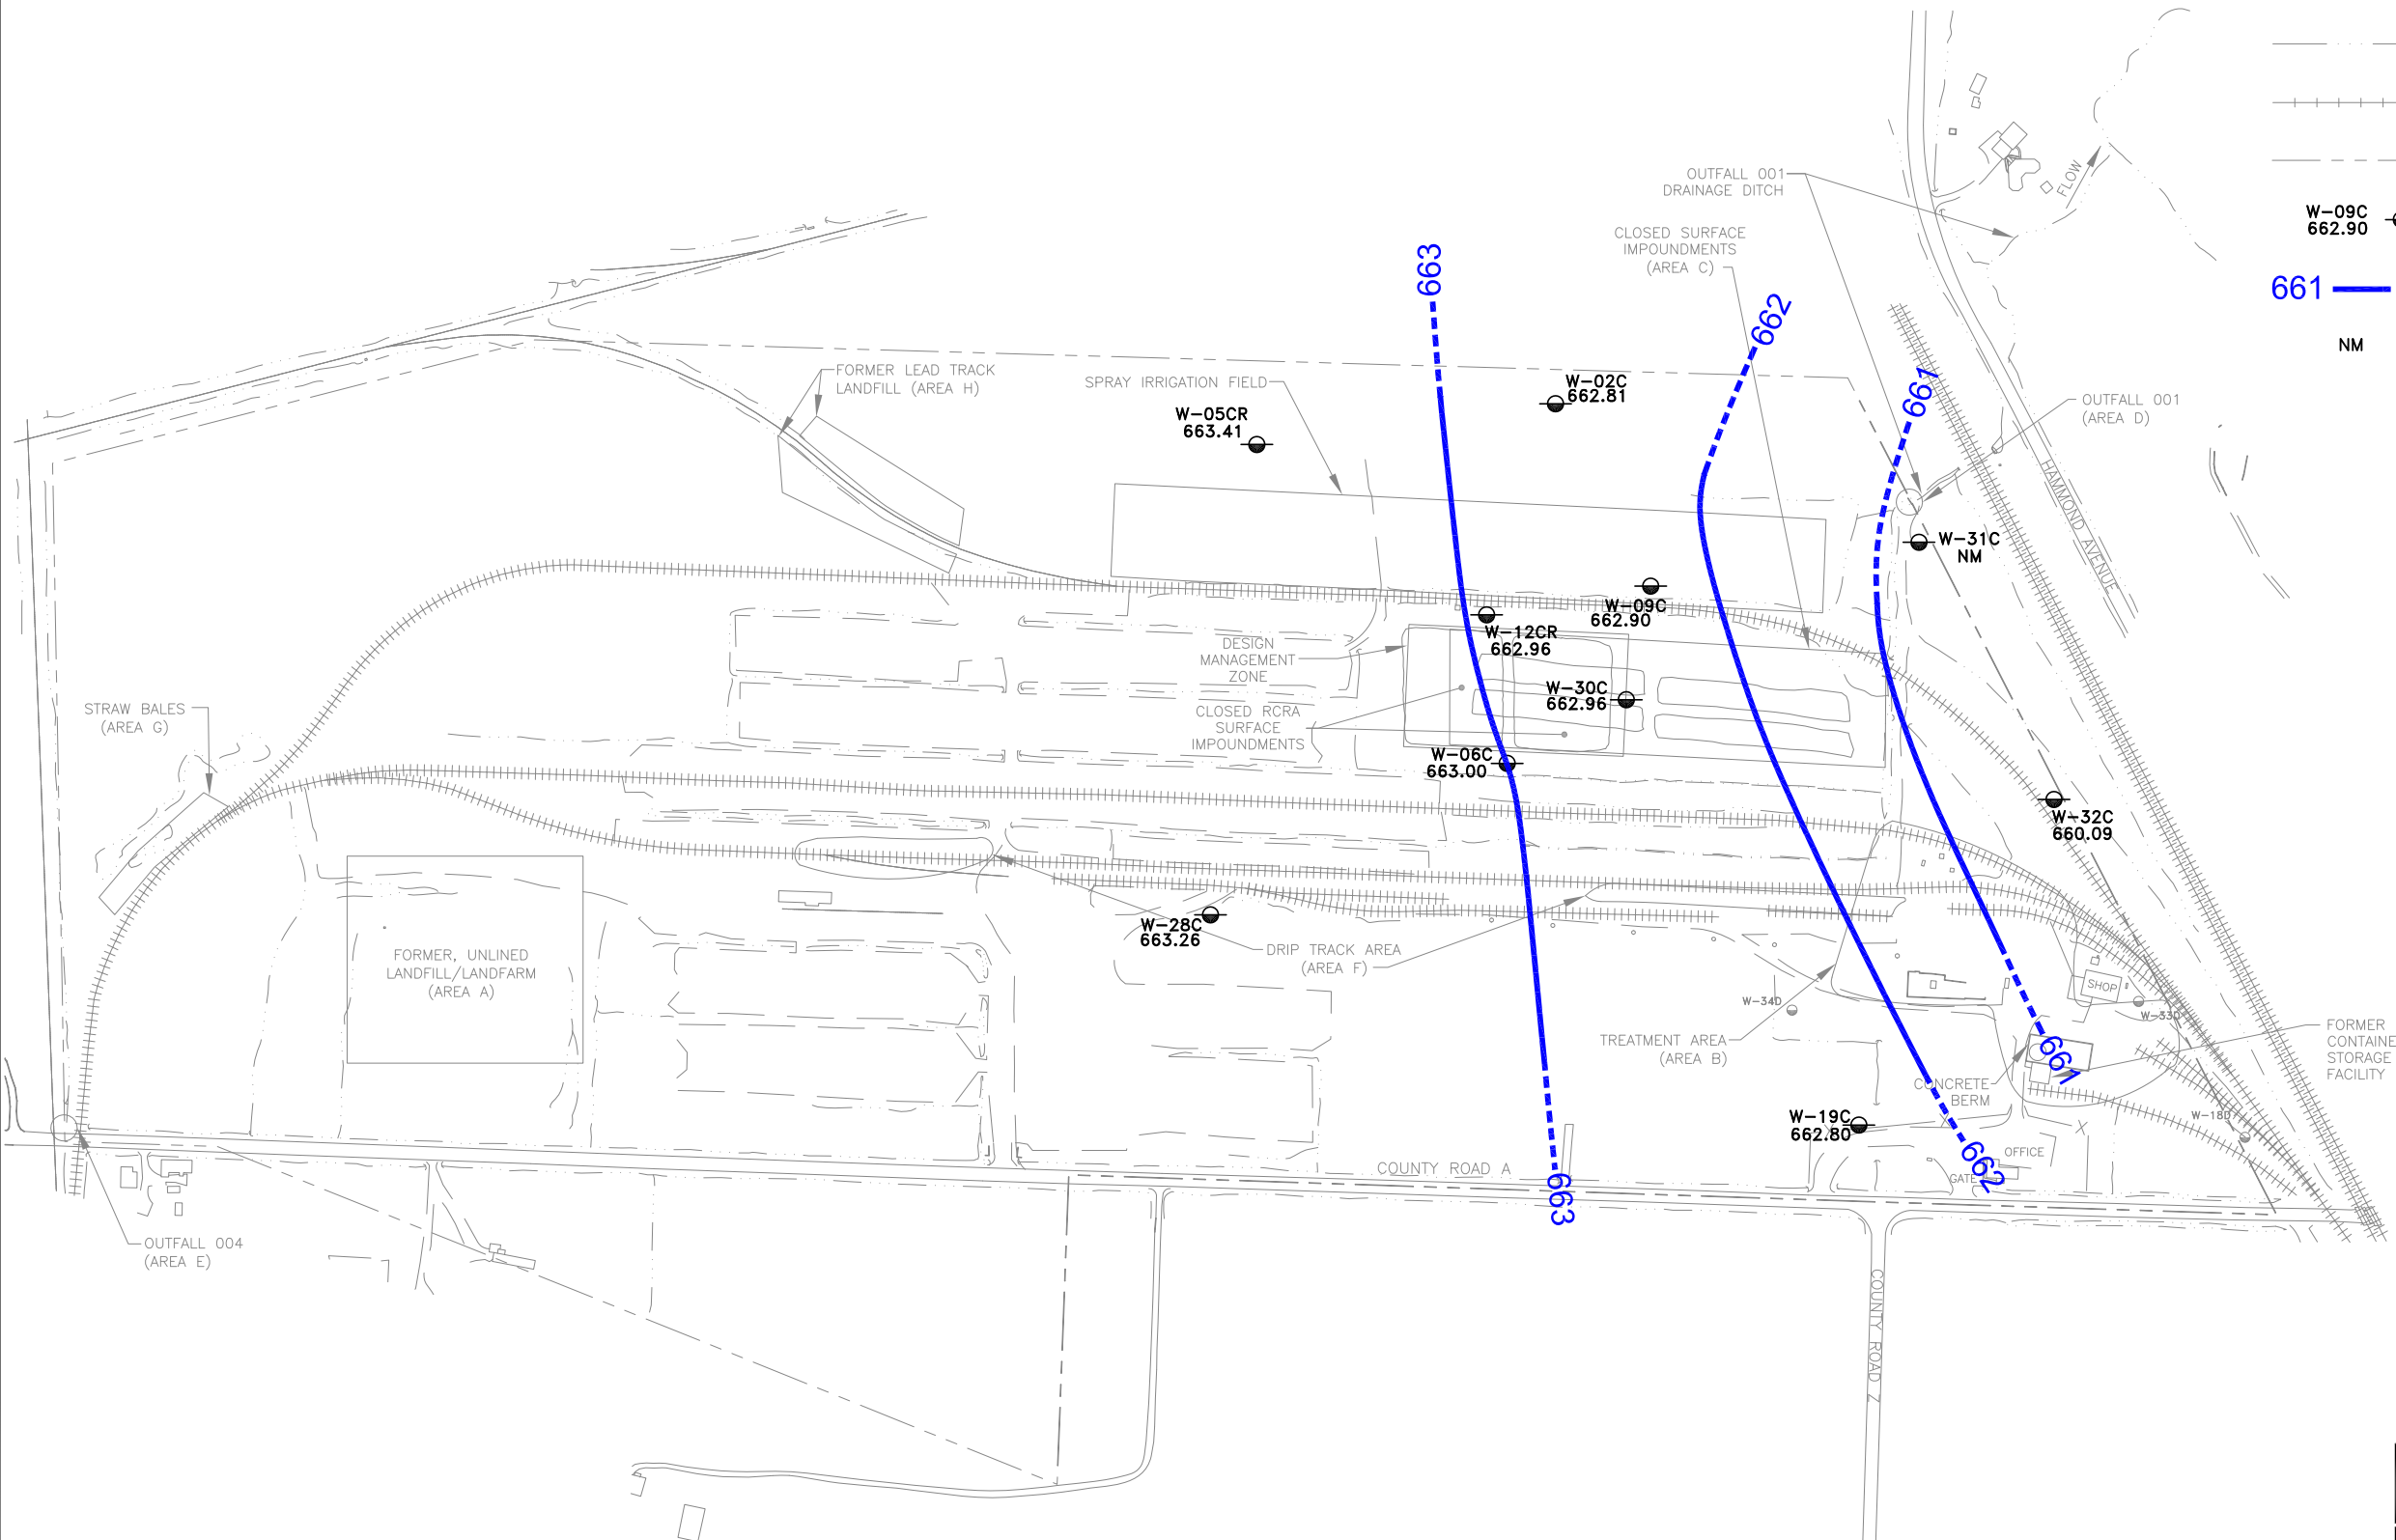 FLOW
OUTFALL 001
DRAINAGE DITCH
W-09C
662.90
CLOSED SURFACE
IMPOUNDMENTS
(AREA C)
663
661
662
NM
FORMER LEAD TRACK
LANDFILL (AREA H)
SPRAY IRRIGATION FIELD
W-02C
662.81
661
OUTFALL 001
(AREA D)
W-05CR
663.41
HAMMOND AVENUE
W-31C
NM
W-09C
662.90
W-12CR
662.96
DESIGN
MANAGEMENT
ZONE
W-30C
662.96
CLOSED RCRA
SURFACE
IMPOUNDMENTS
STRAW BALES
(AREA G)
W-06C
663.00
W-32C
660.09
W-28C
663.26
DRIP TRACK AREA
(AREA F)
FORMER, UNLINED
LANDFILL/LANDFARM
(AREA A)
SHOP
W-34D
W-33D
TREATMENT AREA
(AREA B)
FORMER
CONTAINE
STORAGE
FACILITY
661
CONCRETE
BERM
W-19C
662.80
W-18D
OFFICE
GATE
662
COUNTY ROAD A
663
OUTFALL 004
(AREA E)
COUNTY ROAD Z